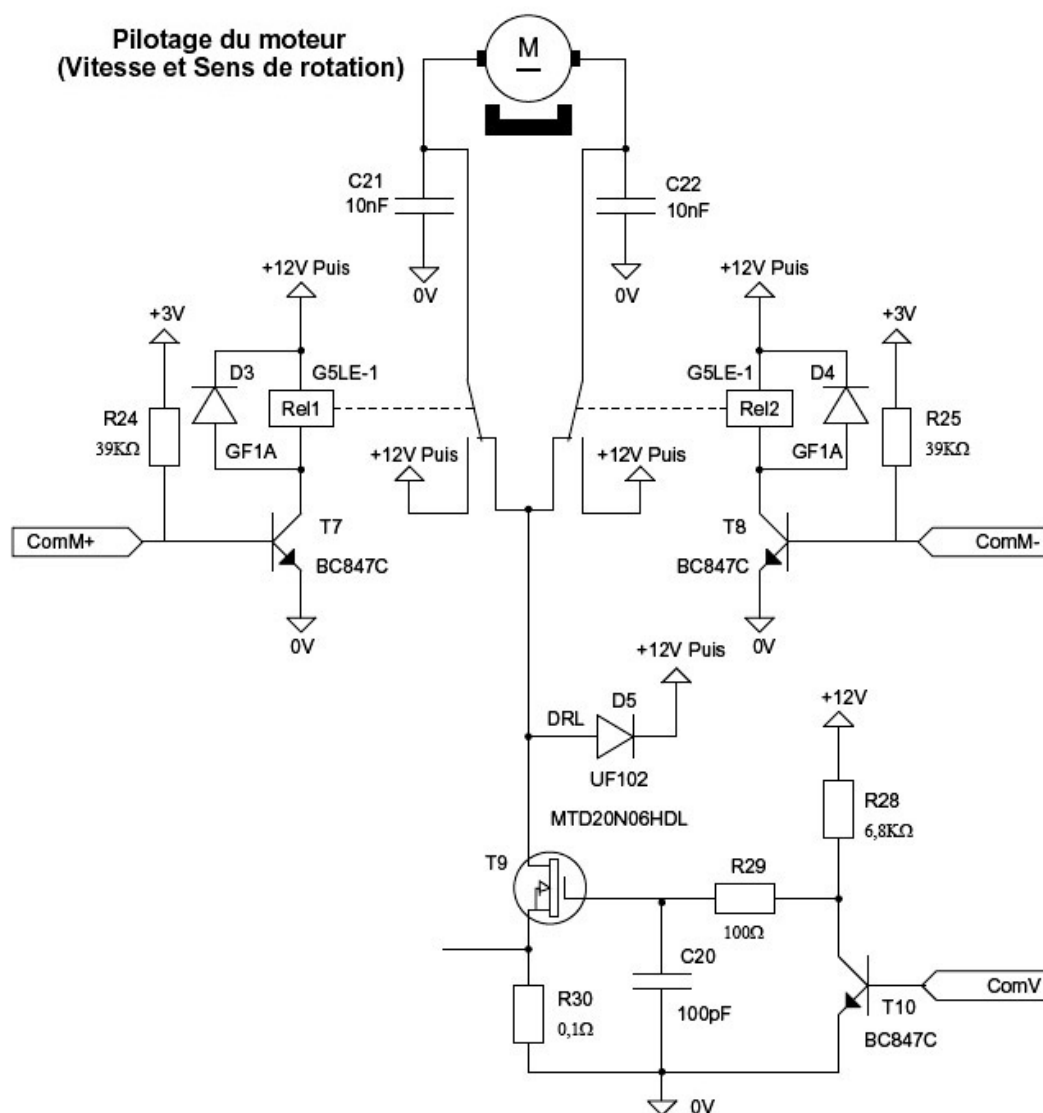 Pilotage du moteur
(Vitesse et Sens de rotation)
M
C21
10nF
C22
10nF
0V
0V
+12V Puis
+12V Puis
+3V
+3V
D3
G5LE-1
G5LE-1
D4
R24
39KΩ
Rel1
Rel2
R25
39KΩ
GF1A
GF1A
+12V Puis
+12V Puis
ComM+
T7
BC847C
T8
BC847C
ComM-
0V
0V
+12V Puis
+12V
D5
DRL
UF102
MTD20N06HDL
R28
6,8KΩ
T9
R29
100Ω
C20
100pF
R30
0,1Ω
ComV
T10
BC847C
0V